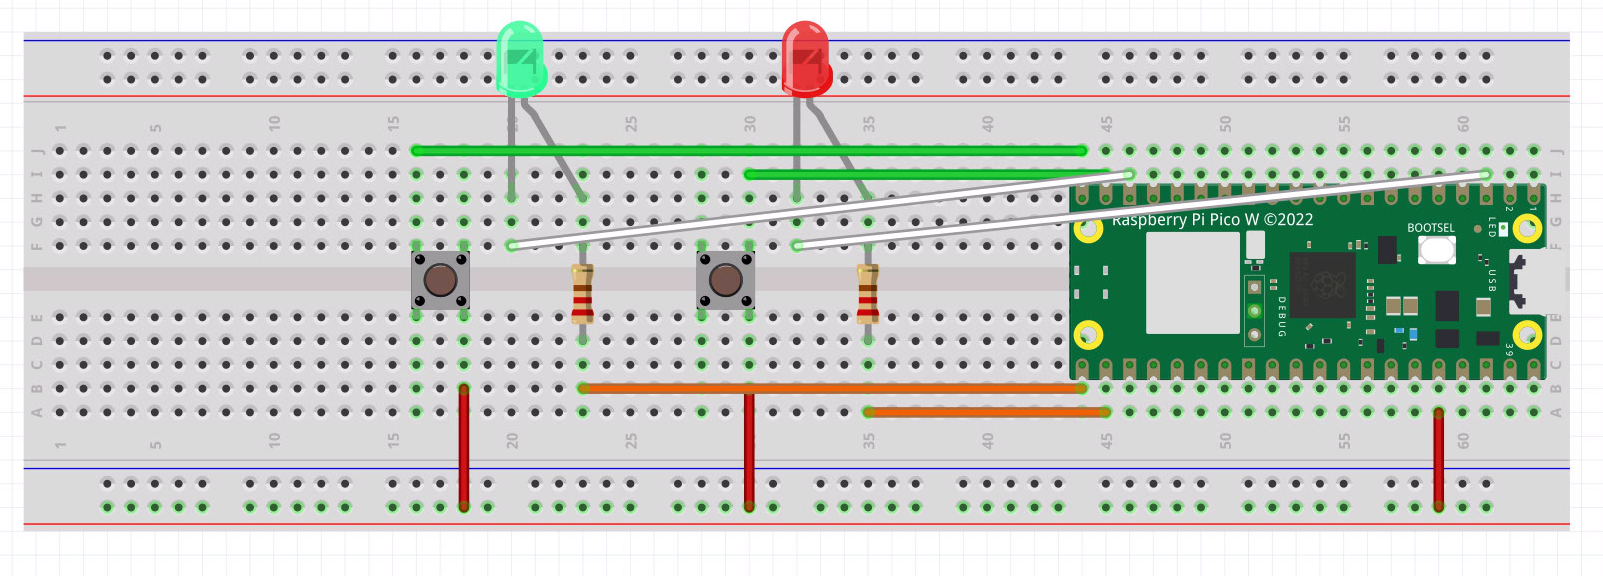 1 5 10 15 20 25 30 35 40 45 50 55 60
J J
I I
H H
2 1
G Raspberry Pi Pico W ©2022 G
BOOTSEL
LED
F F
USB
DEBUG
E E
D D
39
C C
B B
A A
1 5 10 15 20 25 30 35 40 45 50 55 60